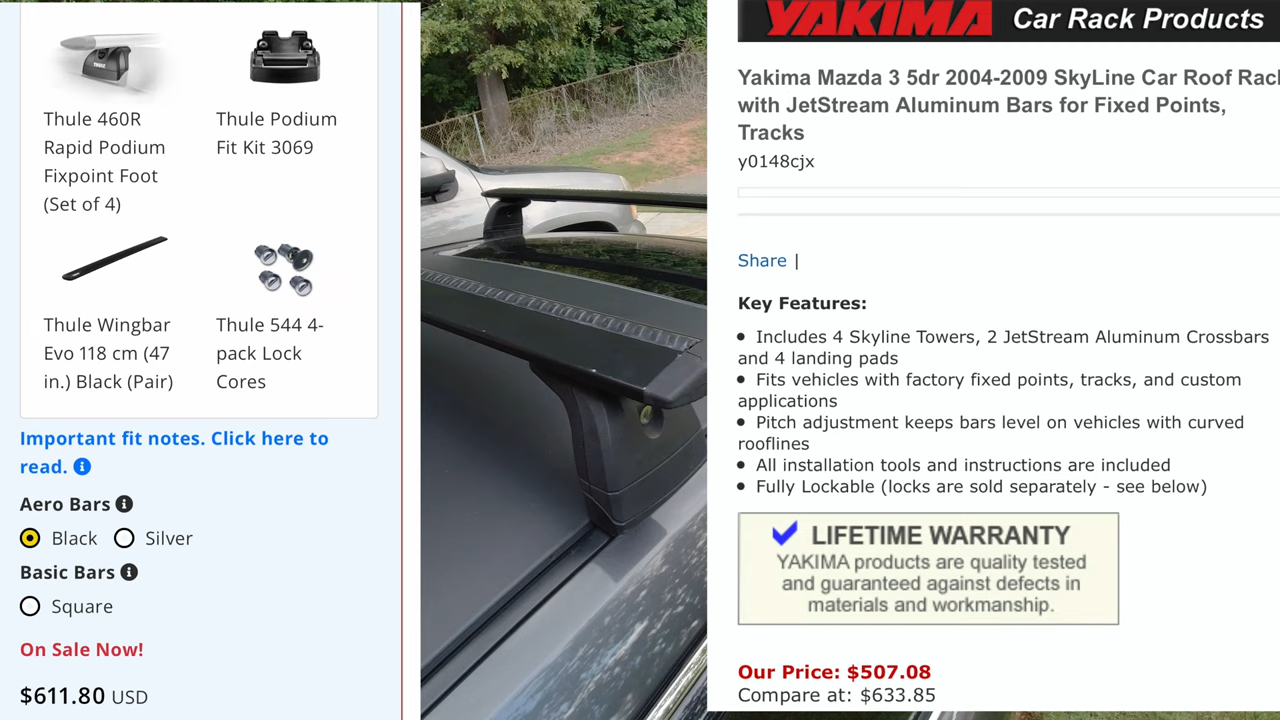 Thule 460R
Rapid Podium
Fixpoint Foot
(Set of 4)
Thule Podium
Fit Kit 3069
Thule Wingbar
Evo 118 cm (47
in.) Black (Pair)
Thule 544 4-
pack Lock
Cores
Important fit notes. Click here to
read.
Aero Bars
Black
Silver
Basic Bars
Square
On Sale Now!
$611.80 USD
YAKIMA Car Rack Products
Yakima Mazda 3 5dr 2004-2009 SkyLine Car Roof Rac
with JetStream Aluminum Bars for Fixed Points,
Tracks
y0148cjx
Share |
Key Features:
• Includes 4 Skyline Towers, 2 JetStream Aluminum Crossbars
and 4 landing pads
• Fits vehicles with factory fixed points, tracks, and custom
applications
• Pitch adjustment keeps bars level on vehicles with curved
rooflines
• All installation tools and instructions are included
• Fully Lockable (locks are sold separately - see below)
LIFETIME WARRANTY
YAKIMA products are quality tested
and guaranteed against defects in
materials and workmanship.
Our Price: $507.08
Compare at: $633.85